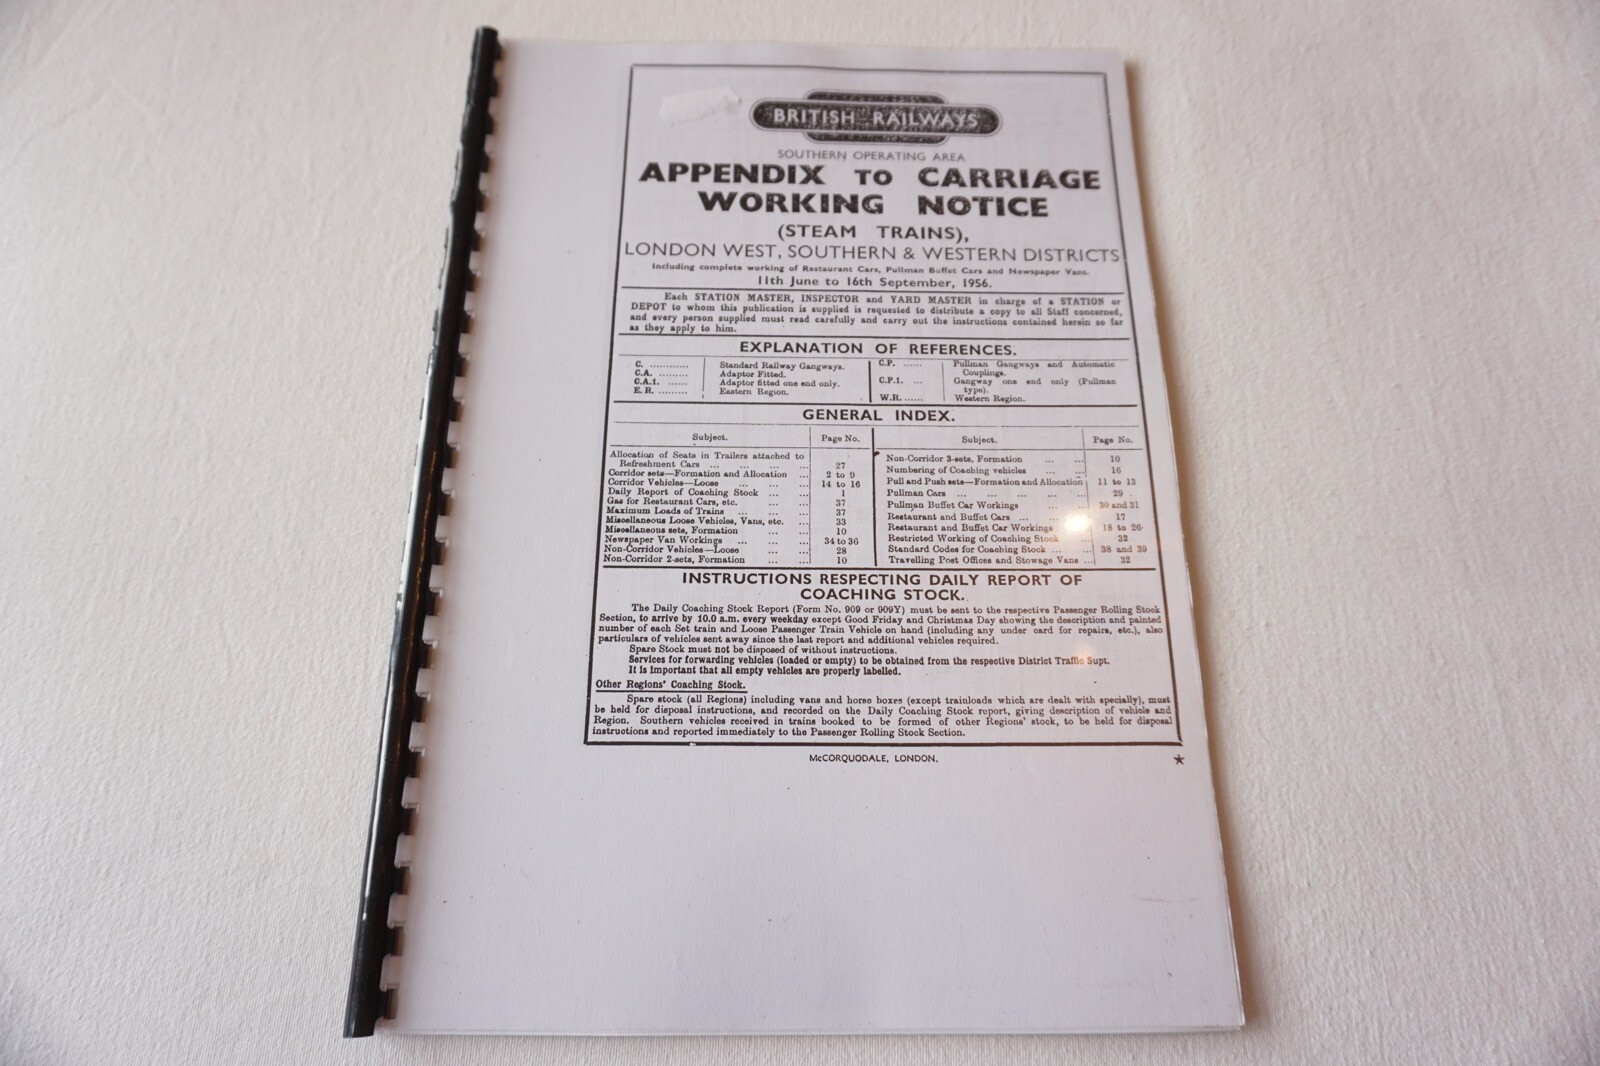 BRITISH RAILWAYS
SOUTHERN OPERATING AREA
APPENDIX TO CARRIAGE
WORKING NOTICE
(STEAM TRAINS),
LONDON WEST, SOUTHERN & WESTERN DISTRICTS
Including complete working of Restaurant Cars, Pullman Buffet Cars and Newspaper Vans.
11th June to 16th September, 1956.
Each STATION MASTER, INSPECTOR and YARD MASTER in charge of a STATION or
DEPOT to whom this publication is supplied is requested to distribute a copy to all Staff concerned,
and every person supplied must read carefully and carry out the instructions contained herein so far
as they apply to him.
EXPLANATION OF REFERENCES.
C. ............ Standard Railway Gangways.
C.A. ......... Adaptor Fitted.
C.A.1. ...... Adaptor fitted one end only.
E.R. ......... Eastern Region.
C.P. ...... Pullman Gangways and Automatic
Couplings.
C.P.1. ... Gangway one end only (Pullman
type).
W.R. ...... Western Region.
GENERAL INDEX.
Subject. Page No.
Allocation of Seats in Trailers attached to
Refreshment Cars ... ... ... ... 27
Corridor sets—Formation and Allocation ... 2 to 9
Corridor Vehicles—Loose ... ... ... 14 to 16
Daily Report of Coaching Stock ... ... 1
Gas for Restaurant Cars, etc. ... ... 37
Maximum Loads of Trains ... ... ... 37
Miscellaneous Loose Vehicles, Vans, etc. ... 33
Miscellaneous sets, Formation ... ... 10
Newspaper Van Workings ... ... ... 34 to 36
Non-Corridor Vehicles—Loose ... ... 28
Non-Corridor 2-sets, Formation ... ... 10
Subject. Page No.
Non-Corridor 3-sets, Formation ... ... 10
Numbering of Coaching vehicles ... ... 16
Pull and Push sets—Formation and Allocation 11 to 13
Pullman Cars ... ... ... ... ... 29
Pullman Buffet Car Workings ... ... 30 and 31
Restaurant and Buffet Cars ... ... 17
Restaurant and Buffet Car Workings 18 to 26
Restricted Working of Coaching Stock ... 32
Standard Codes for Coaching Stock ... ... 38 and 39
Travelling Post Offices and Stowage Vans ... 32
INSTRUCTIONS RESPECTING DAILY REPORT OF
COACHING STOCK.
The Daily Coaching Stock Report (Form No. 909 or 909Y) must be sent to the respective Passenger Rolling Stock
Section, to arrive by 10.0 a.m. every weekday except Good Friday and Christmas Day showing the description and painted
number of each Set train and Loose Passenger Train Vehicle on hand (including any under card for repairs, etc.), also
particulars of vehicles sent away since the last report and additional vehicles required.
Spare Stock must not be disposed of without instructions.
Services for forwarding vehicles (loaded or empty) to be obtained from the respective District Traffic Supt.
It is important that all empty vehicles are properly labelled.
Other Regions' Coaching Stock.
Spare stock (all Regions) including vans and horse boxes (except trainloads which are dealt with specially), must
be held for disposal instructions, and recorded on the Daily Coaching Stock report, giving description of vehicle and
Region. Southern vehicles received in trains booked to be formed of other Regions' stock, to be held for disposal
instructions and reported immediately to the Passenger Rolling Stock Section.
McCORQUODALE, LONDON. ★